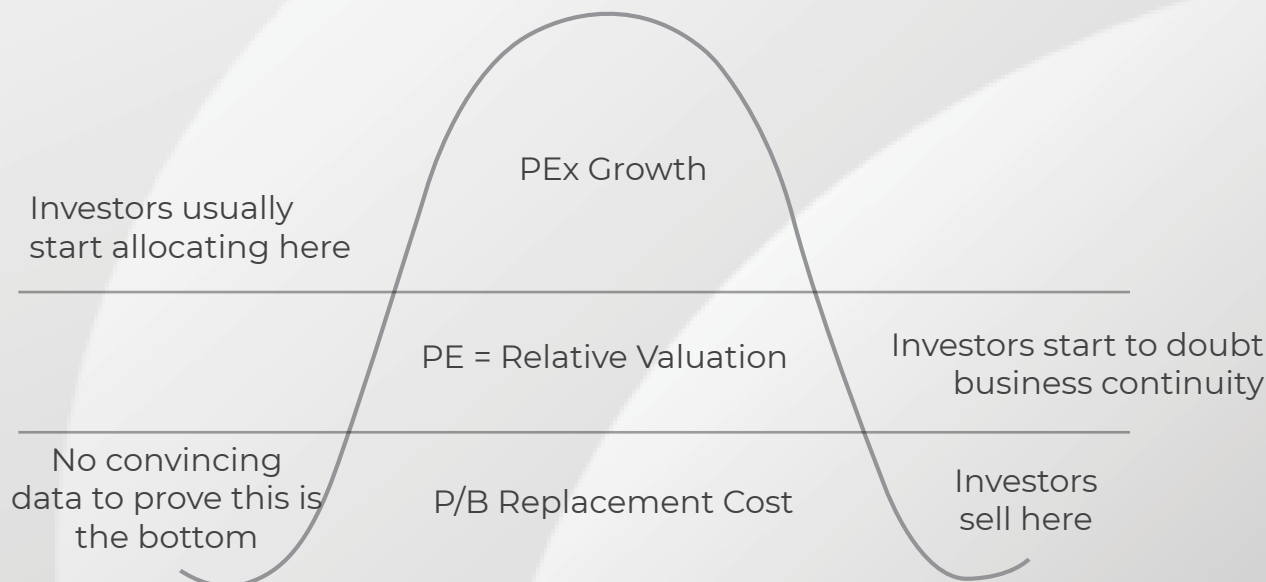 PEx Growth
Investors usually
start allocating here
PE = Relative Valuation
Investors start to doubt
business continuity
No convincing
data to prove this is
the bottom
P/B Replacement Cost
Investors
sell here